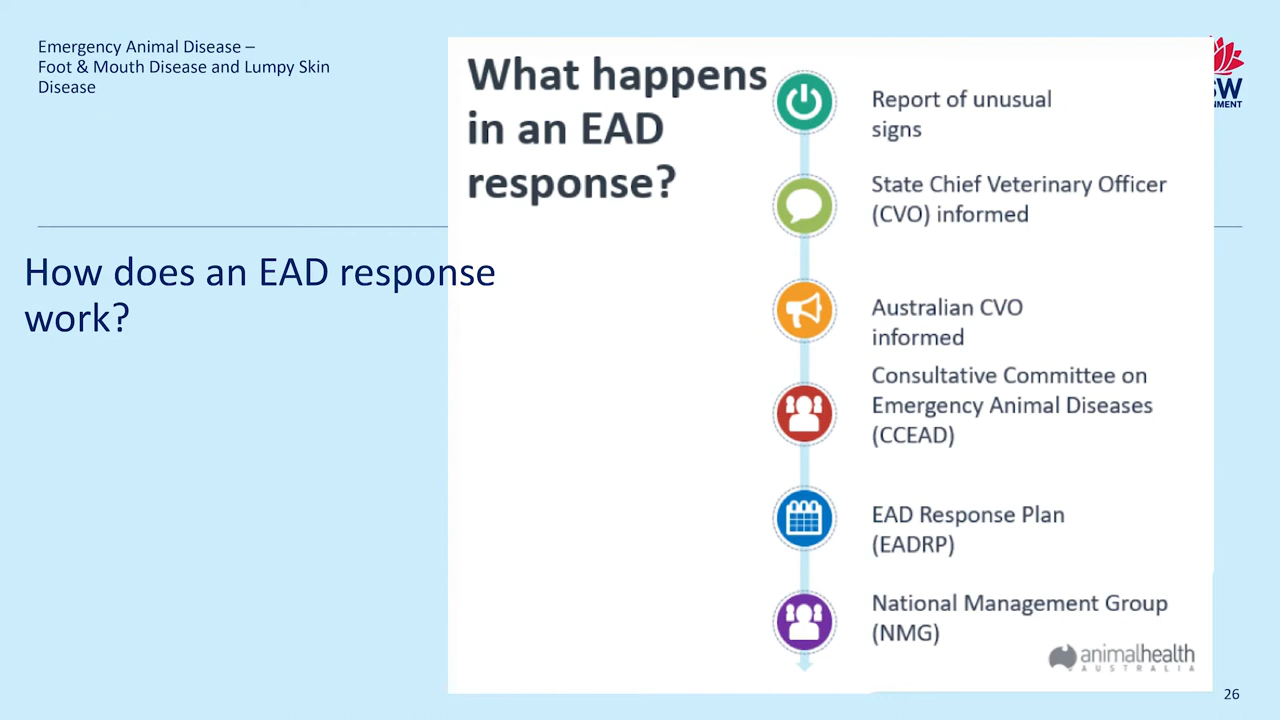 Emergency Animal Disease –
Foot & Mouth Disease and Lumpy Skin
Disease
How does an EAD response
work?
What happens
in an EAD
response?
Report of unusual
signs
State Chief Veterinary Officer
(CVO) informed
Australian CVO
informed
Consultative Committee on
Emergency Animal Diseases
(CCEAD)
EAD Response Plan
(EADRP)
National Management Group
(NMG)
animalhealth
AUSTRALIA
26